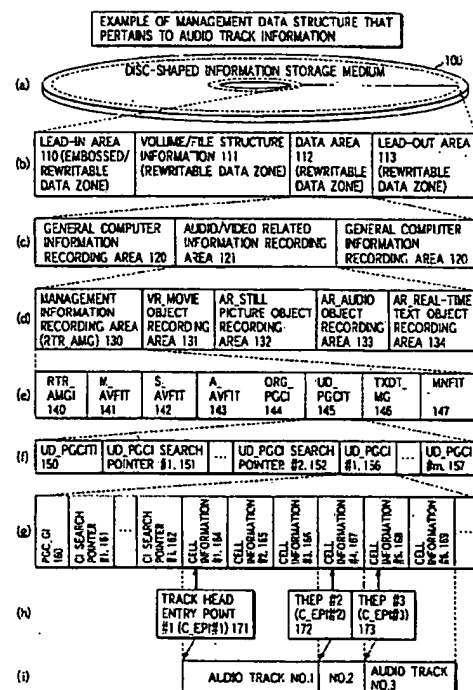 EXAMPLE OF MANAGEMENT DATA STRUCTURE THAT
PERTAINS TO AUDIO TRACK INFORMATION
100
DISC-SHAPED INFORMATION STORAGE MEDIUM
(a)
(b)
LEAD-IN AREA
110 (EMBOSSED/
REWRITABLE
DATA ZONE)
VOLUME/FILE STRUCTURE
INFORMATION 111
(REWRITABLE DATA ZONE)
DATA AREA
112
(REWRITABLE
DATA ZONE)
LEAD-OUT AREA
113
(REWRITABLE
DATA ZONE)
(c)
GENERAL COMPUTER
INFORMATION
RECORDING AREA 120
AUDIO/VIDEO RELATED
INFORMATION RECORDING
AREA 121
GENERAL COMPUTER
INFORMATION
RECORDING AREA 120
(d)
MANAGEMENT
INFORMATION
RECORDING AREA
(RTR_AMG) 130
VR_MOVIE
OBJECT
RECORDING
AREA 131
AR_STILL
PICTURE OBJECT
RECORDING
AREA 132
AR_AUDIO
OBJECT
RECORDING
AREA 133
AR_REAL-TIME
TEXT OBJECT
RECORDING
AREA 134
(e)
RTR_
AMGI
140
M_
AVFIT
141
S_
AVFIT
142
A_
AVFIT
143
ORG_
PGCI
144
UD_
PGCIT
145
TXDT_
MG
146
MNFIT
147
(f)
UD_PGCITI
150
UD_PGCI SEARCH
POINTER #1, 151
...
UD_PGCI SEARCH
POINTER #2, 152
UD_PGCI
#1, 156
...
UD_PGCI
#m, 157
(g)
PGC_GI
160
CI SEARCH
POINTER
#1, 161
...
CI SEARCH
POINTER
#i, 162
CELL
INFORMATION
#1, 164
CELL
INFORMATION
#2, 165
CELL
INFORMATION
#3, 166
CELL
INFORMATION
#4, 167
CELL
INFORMATION
#5, 168
CELL
INFORMATION
#6, 169
...
(h)
TRACK HEAD
ENTRY POINT
#1 (C_EPI#1) 171
THEP #2
(C_EPI#2)
172
THEP #3
(C_EPI#3)
173
(i)
AUDIO TRACK NO.1
NO.2
AUDIO TRACK
NO.3